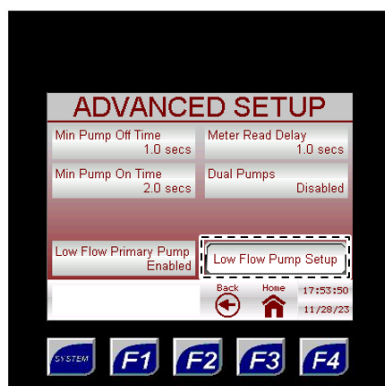 ADVANCED SETUP
Min Pump Off Time
1.0 secs
Meter Read Delay
1.0 secs
Min Pump On Time
2.0 secs
Dual Pumps
Disabled
Low Flow Primary Pump
Enabled
Low Flow Pump Setup
Back
Home
17:53:50
11/28/23
SYSTEM
F1
F2
F3
F4